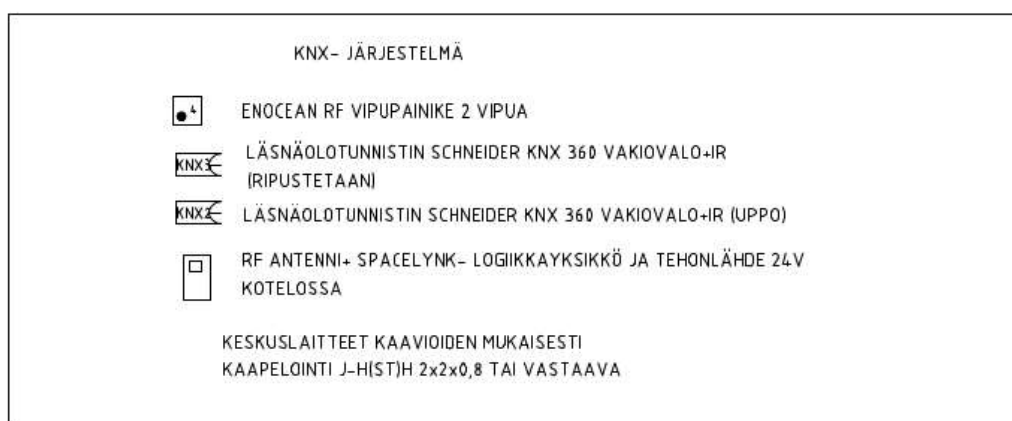 KNX- JÄRJESTELMÄ
4 ENOCEAN RF VIPUPAINIKE 2 VIPUA
KNX3 LÄSNÄOLOTUNNISTIN SCHNEIDER KNX 360 VAKIOVALO+IR
(RIPUSTETAAN)
KNX2 LÄSNÄOLOTUNNISTIN SCHNEIDER KNX 360 VAKIOVALO+IR (UPPO)
RF ANTENNI+ SPACELYNK- LOGIIKKAYKSIKKÖ JA TEHONLÄHDE 24V
KOTELOSSA
KESKUSLAITTEET KAAVIOIDEN MUKAISESTI
KAAPELOINTI J-H(ST)H 2x2x0,8 TAI VASTAAVA